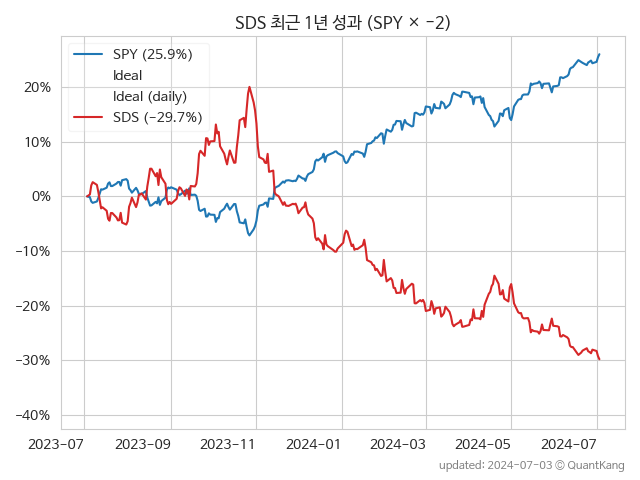 SDS 최근 1년 성과 (SPY × −2)
SPY (25.9%)
Ideal
Ideal (daily)
SDS (−29.7%)
20%
10%
0%
−10%
−20%
−30%
−40%
2023-07 2023-09 2023-11 2024-01 2024-03 2024-05 2024-07
updated: 2024-07-03 © QuantKang